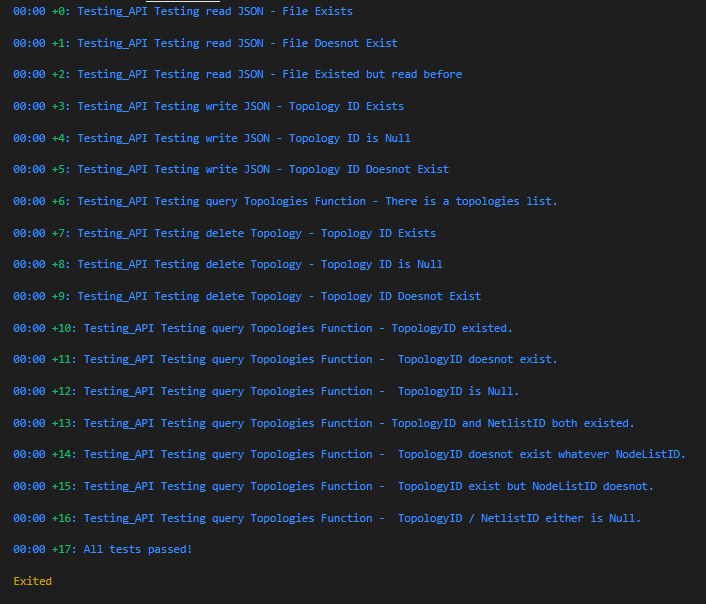 00:00 +0: Testing_API Testing read JSON - File Exists
00:00 +1: Testing_API Testing read JSON - File Doesnot Exist
00:00 +2: Testing_API Testing read JSON - File Existed but read before
00:00 +3: Testing_API Testing write JSON - Topology ID Exists
00:00 +4: Testing_API Testing write JSON - Topology ID is Null
00:00 +5: Testing_API Testing write JSON - Topology ID Doesnot Exist
00:00 +6: Testing_API Testing query Topologies Function - There is a topologies list.
00:00 +7: Testing_API Testing delete Topology - Topology ID Exists
00:00 +8: Testing_API Testing delete Topology - Topology ID is Null
00:00 +9: Testing_API Testing delete Topology - Topology ID Doesnot Exist
00:00 +10: Testing_API Testing query Topologies Function - TopologyID existed.
00:00 +11: Testing_API Testing query Topologies Function -  TopologyID doesnot exist.
00:00 +12: Testing_API Testing query Topologies Function -  TopologyID is Null.
00:00 +13: Testing_API Testing query Topologies Function - TopologyID and NetlistID both existed.
00:00 +14: Testing_API Testing query Topologies Function -  TopologyID doesnot exist whatever NodeListID.
00:00 +15: Testing_API Testing query Topologies Function -  TopologyID exist but NodeListID doesnot.
00:00 +16: Testing_API Testing query Topologies Function -  TopologyID / NetlistID either is Null.
00:00 +17: All tests passed!
Exited